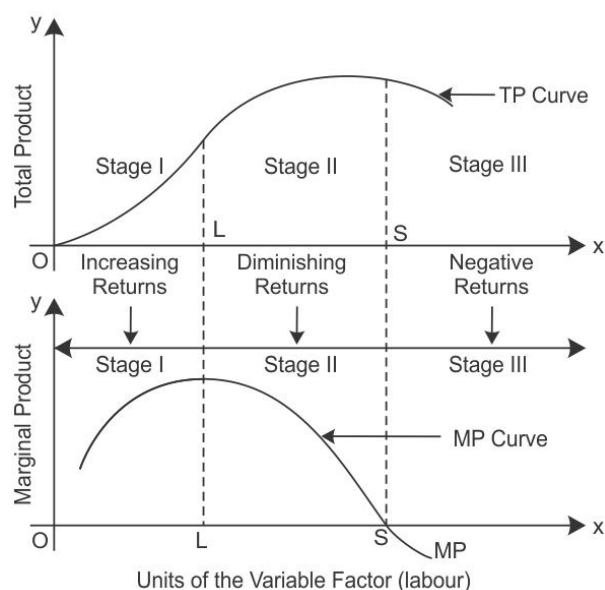 y
Total Product
TP Curve
Stage I
Stage II
Stage III
L
S
O
x
Increasing
Returns
Diminishing
Returns
Negative
Returns
y
Marginal Product
Stage I
Stage II
Stage III
MP Curve
O
L
S
x
MP
Units of the Variable Factor (labour)